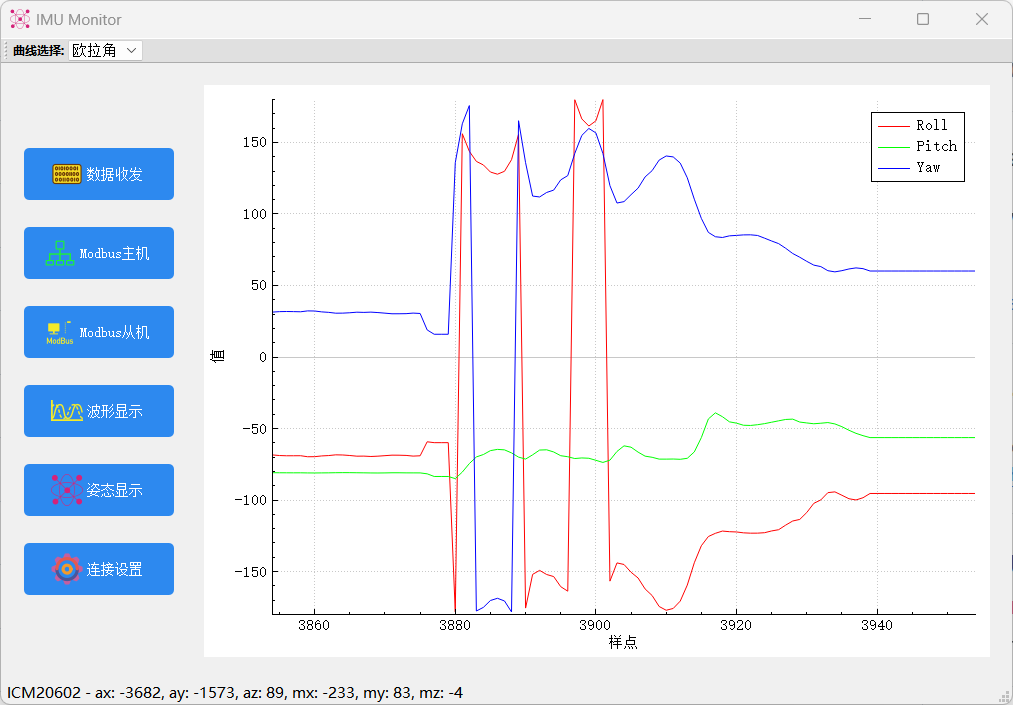 IMU Monitor
曲线选择: 欧拉角
数据收发
Modbus主机
ModBus
Modbus从机
波形显示
姿态显示
连接设置
值
150
100
50
0
-50
-100
-150
3860 3880 3900 3920 3940
样点
Roll
Pitch
Yaw
ICM20602 - ax: -3682, ay: -1573, az: 89, mx: -233, my: 83, mz: -4